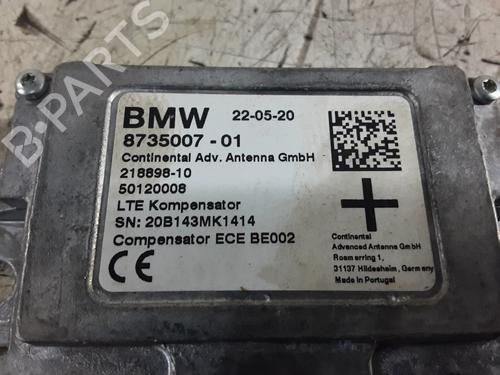 BMW 22-05-20
8735007-01
Continental Adv. Antenna GmbH
218898-10
50120008
LTE Kompensator
SN: 20B143MK1414
Compensator ECE BE002
CE
Continental
Advanced Antenna GmbH
Roemerring 1,
31137 Hildesheim, Germany
Made in Portugal
B-PARTS